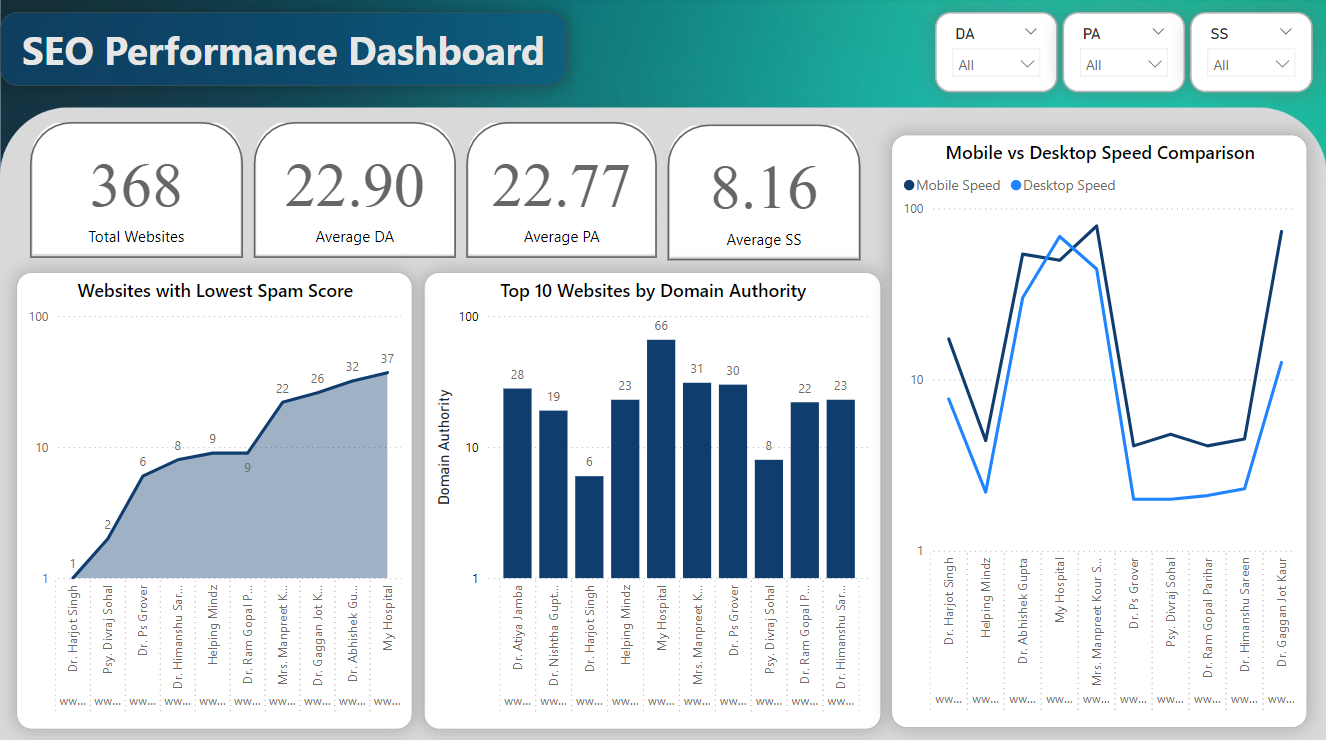 SEO Performance Dashboard
DA
All
PA
All
SS
All
368
Total Websites
22.90
Average DA
22.77
Average PA
8.16
Average SS
Websites with Lowest Spam Score
100
10
1
1
2
6
8
9
9
22
26
32
37
Dr. Harjot Singh
Psy. Divraj Sohal
Dr. Ps Grover
Dr. Himanshu Sar...
Helping Mindz
Dr. Ram Gopal P...
Mrs. Manpreet K...
Dr. Gaggan Jot K...
Dr. Abhishek Gu...
My Hospital
ww... ww... ww... ww... ww... ww... ww... ww... ww... ww...
Top 10 Websites by Domain Authority
Domain Authority
100
10
1
28
19
6
23
66
31
30
8
22
23
Dr. Atiya Jamba
Dr. Nishtha Gupt...
Dr. Harjot Singh
Helping Mindz
My Hospital
Mrs. Manpreet K...
Dr. Ps Grover
Psy. Divraj Sohal
Dr. Ram Gopal P...
Dr. Himanshu Sar...
ww... ww... ww... ww... ww... ww... ww... ww... ww... ww...
Mobile vs Desktop Speed Comparison
Mobile Speed Desktop Speed
100
10
1
Dr. Harjot Singh
Helping Mindz
Dr. Abhishek Gupta
My Hospital
Mrs. Manpreet Kour S...
Dr. Ps Grover
Psy. Divraj Sohal
Dr. Ram Gopal Parihar
Dr. Himanshu Sareen
Dr. Gaggan Jot Kaur
ww... ww... ww... ww... ww... ww... ww... ww... ww... ww...